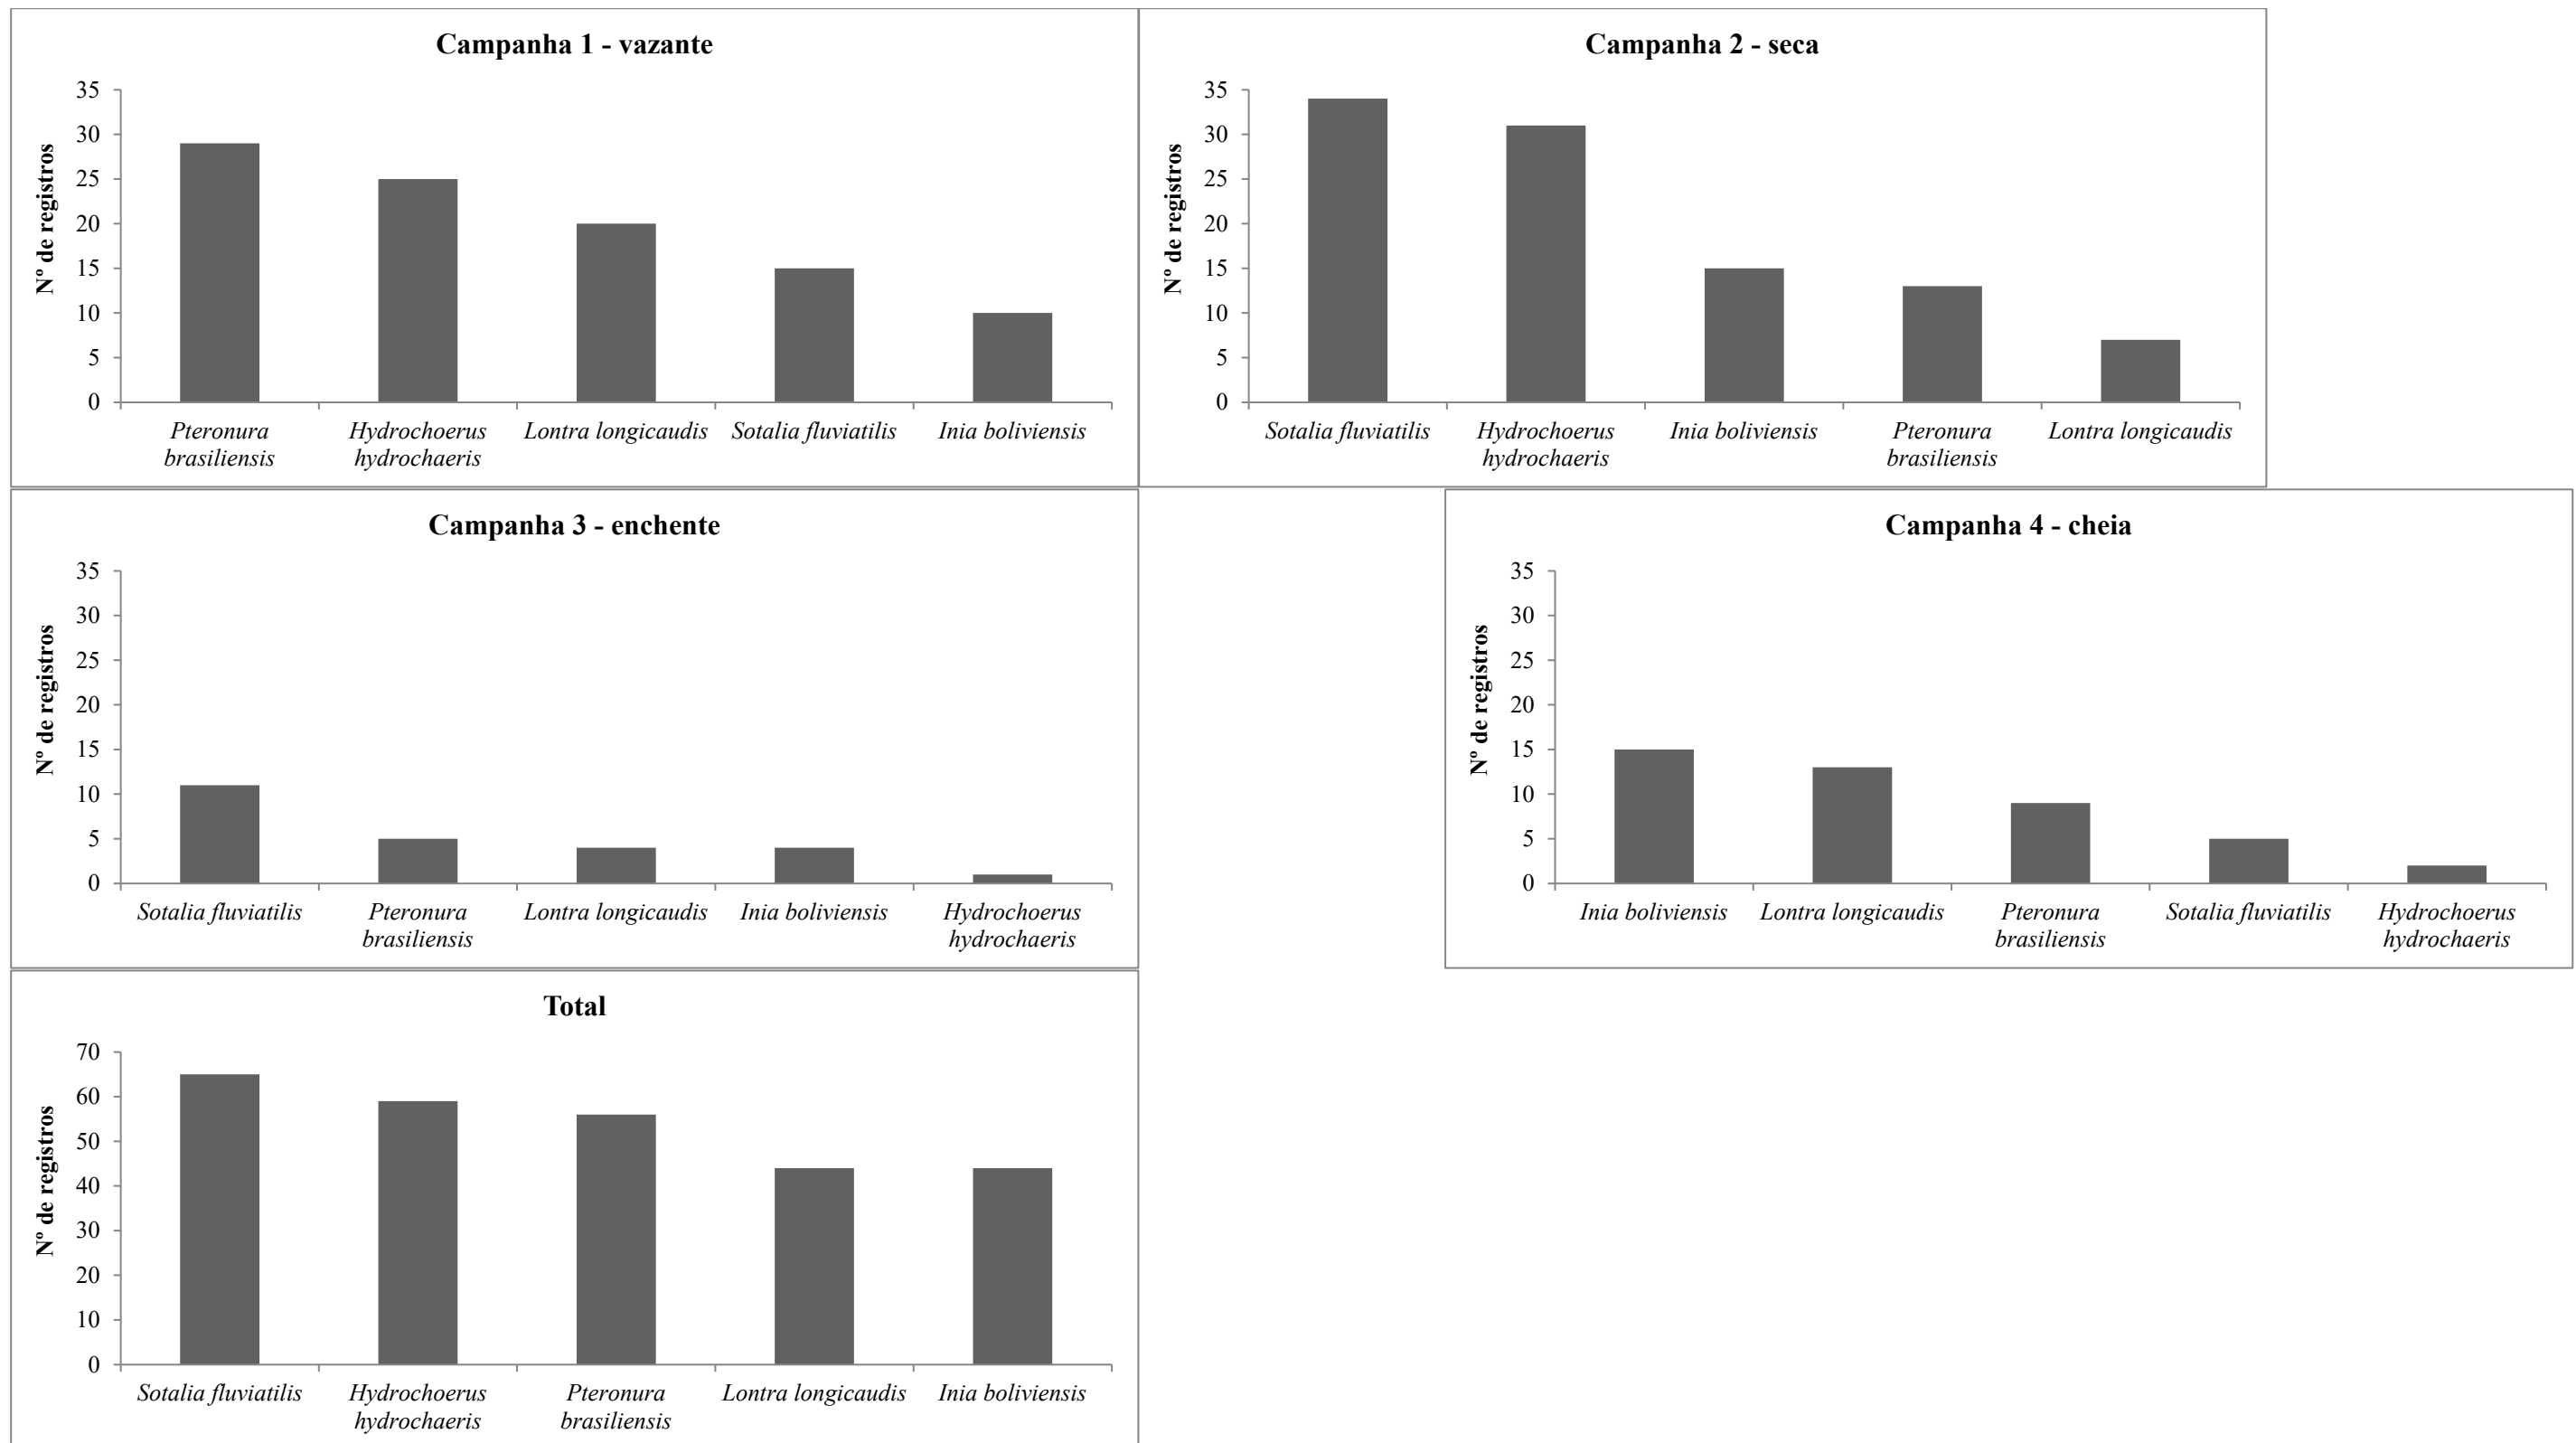 Campanha 1 - vazante
Nº de registros
35
30
25
20
15
10
5
0
Pteronura
brasiliensis
Hydrochoerus
hydrochaeris
Lontra longicaudis
Sotalia fluviatilis
Inia boliviensis
Campanha 2 - seca
Nº de registros
35
30
25
20
15
10
5
0
Sotalia fluviatilis
Hydrochoerus
hydrochaeris
Inia boliviensis
Pteronura
brasiliensis
Lontra longicaudis
Campanha 3 - enchente
Nº de registros
35
30
25
20
15
10
5
0
Sotalia fluviatilis
Pteronura
brasiliensis
Lontra longicaudis
Inia boliviensis
Hydrochoerus
hydrochaeris
Campanha 4 - cheia
Nº de registros
35
30
25
20
15
10
5
0
Inia boliviensis
Lontra longicaudis
Pteronura
brasiliensis
Sotalia fluviatilis
Hydrochoerus
hydrochaeris
Total
Nº de registros
70
60
50
40
30
20
10
0
Sotalia fluviatilis
Hydrochoerus
hydrochaeris
Pteronura
brasiliensis
Lontra longicaudis
Inia boliviensis